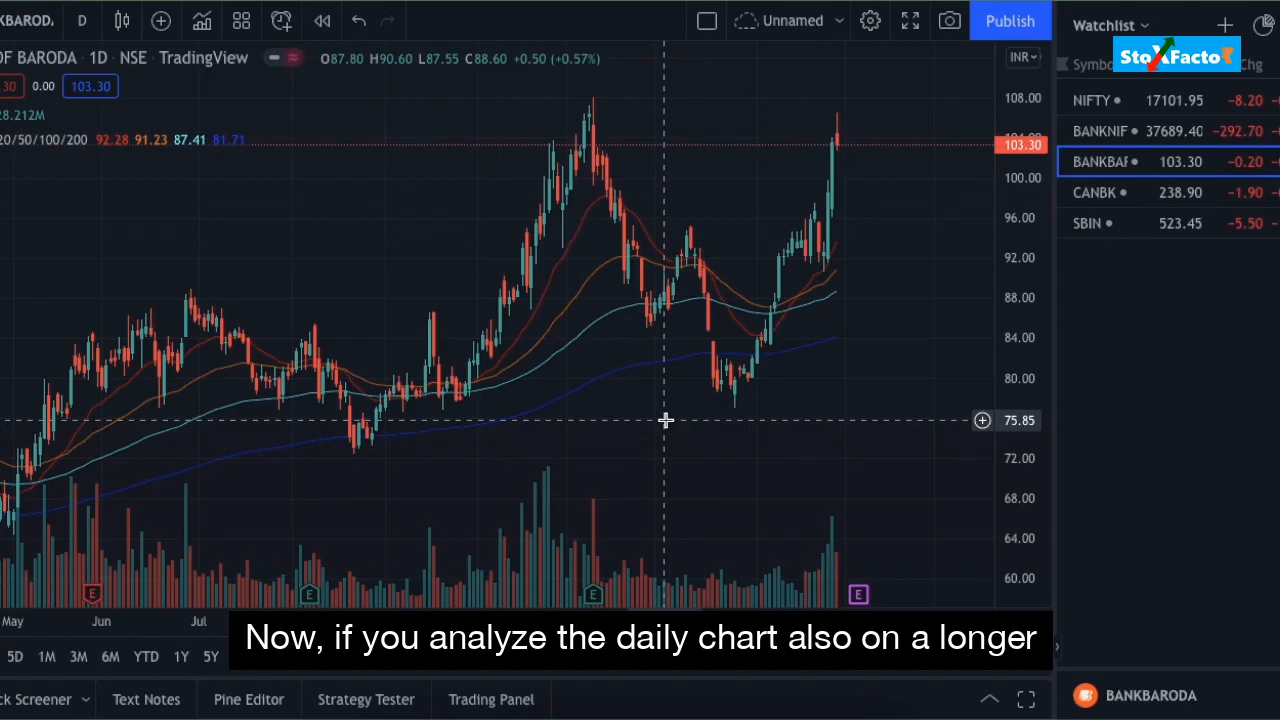 KBARODA
D
Unnamed
Publish
Watchlist
OF BARODA · 1D · NSE · TradingView
O87.80 H90.60 L87.55 C88.60 +0.50 (+0.57%)
INR
StoXFactor
Symbo
Chg
.30 0.00 103.30
28.212M
20/50/100/200 92.28 91.23 87.41 81.71
108.00
103.30
100.00
96.00
92.00
88.00
84.00
80.00
75.85
72.00
68.00
64.00
60.00
NIFTY 17101.95 -8.20
BANKNIF 37689.40 -292.70
BANKBAF 103.30 -0.20
CANBK 238.90 -1.90
SBIN 523.45 -5.50
E
E
E
E
May Jun Jul
Now, if you analyze the daily chart also on a longer
5D 1M 3M 6M YTD 1Y 5Y
ck Screener Text Notes Pine Editor Strategy Tester Trading Panel
BANKBARODA